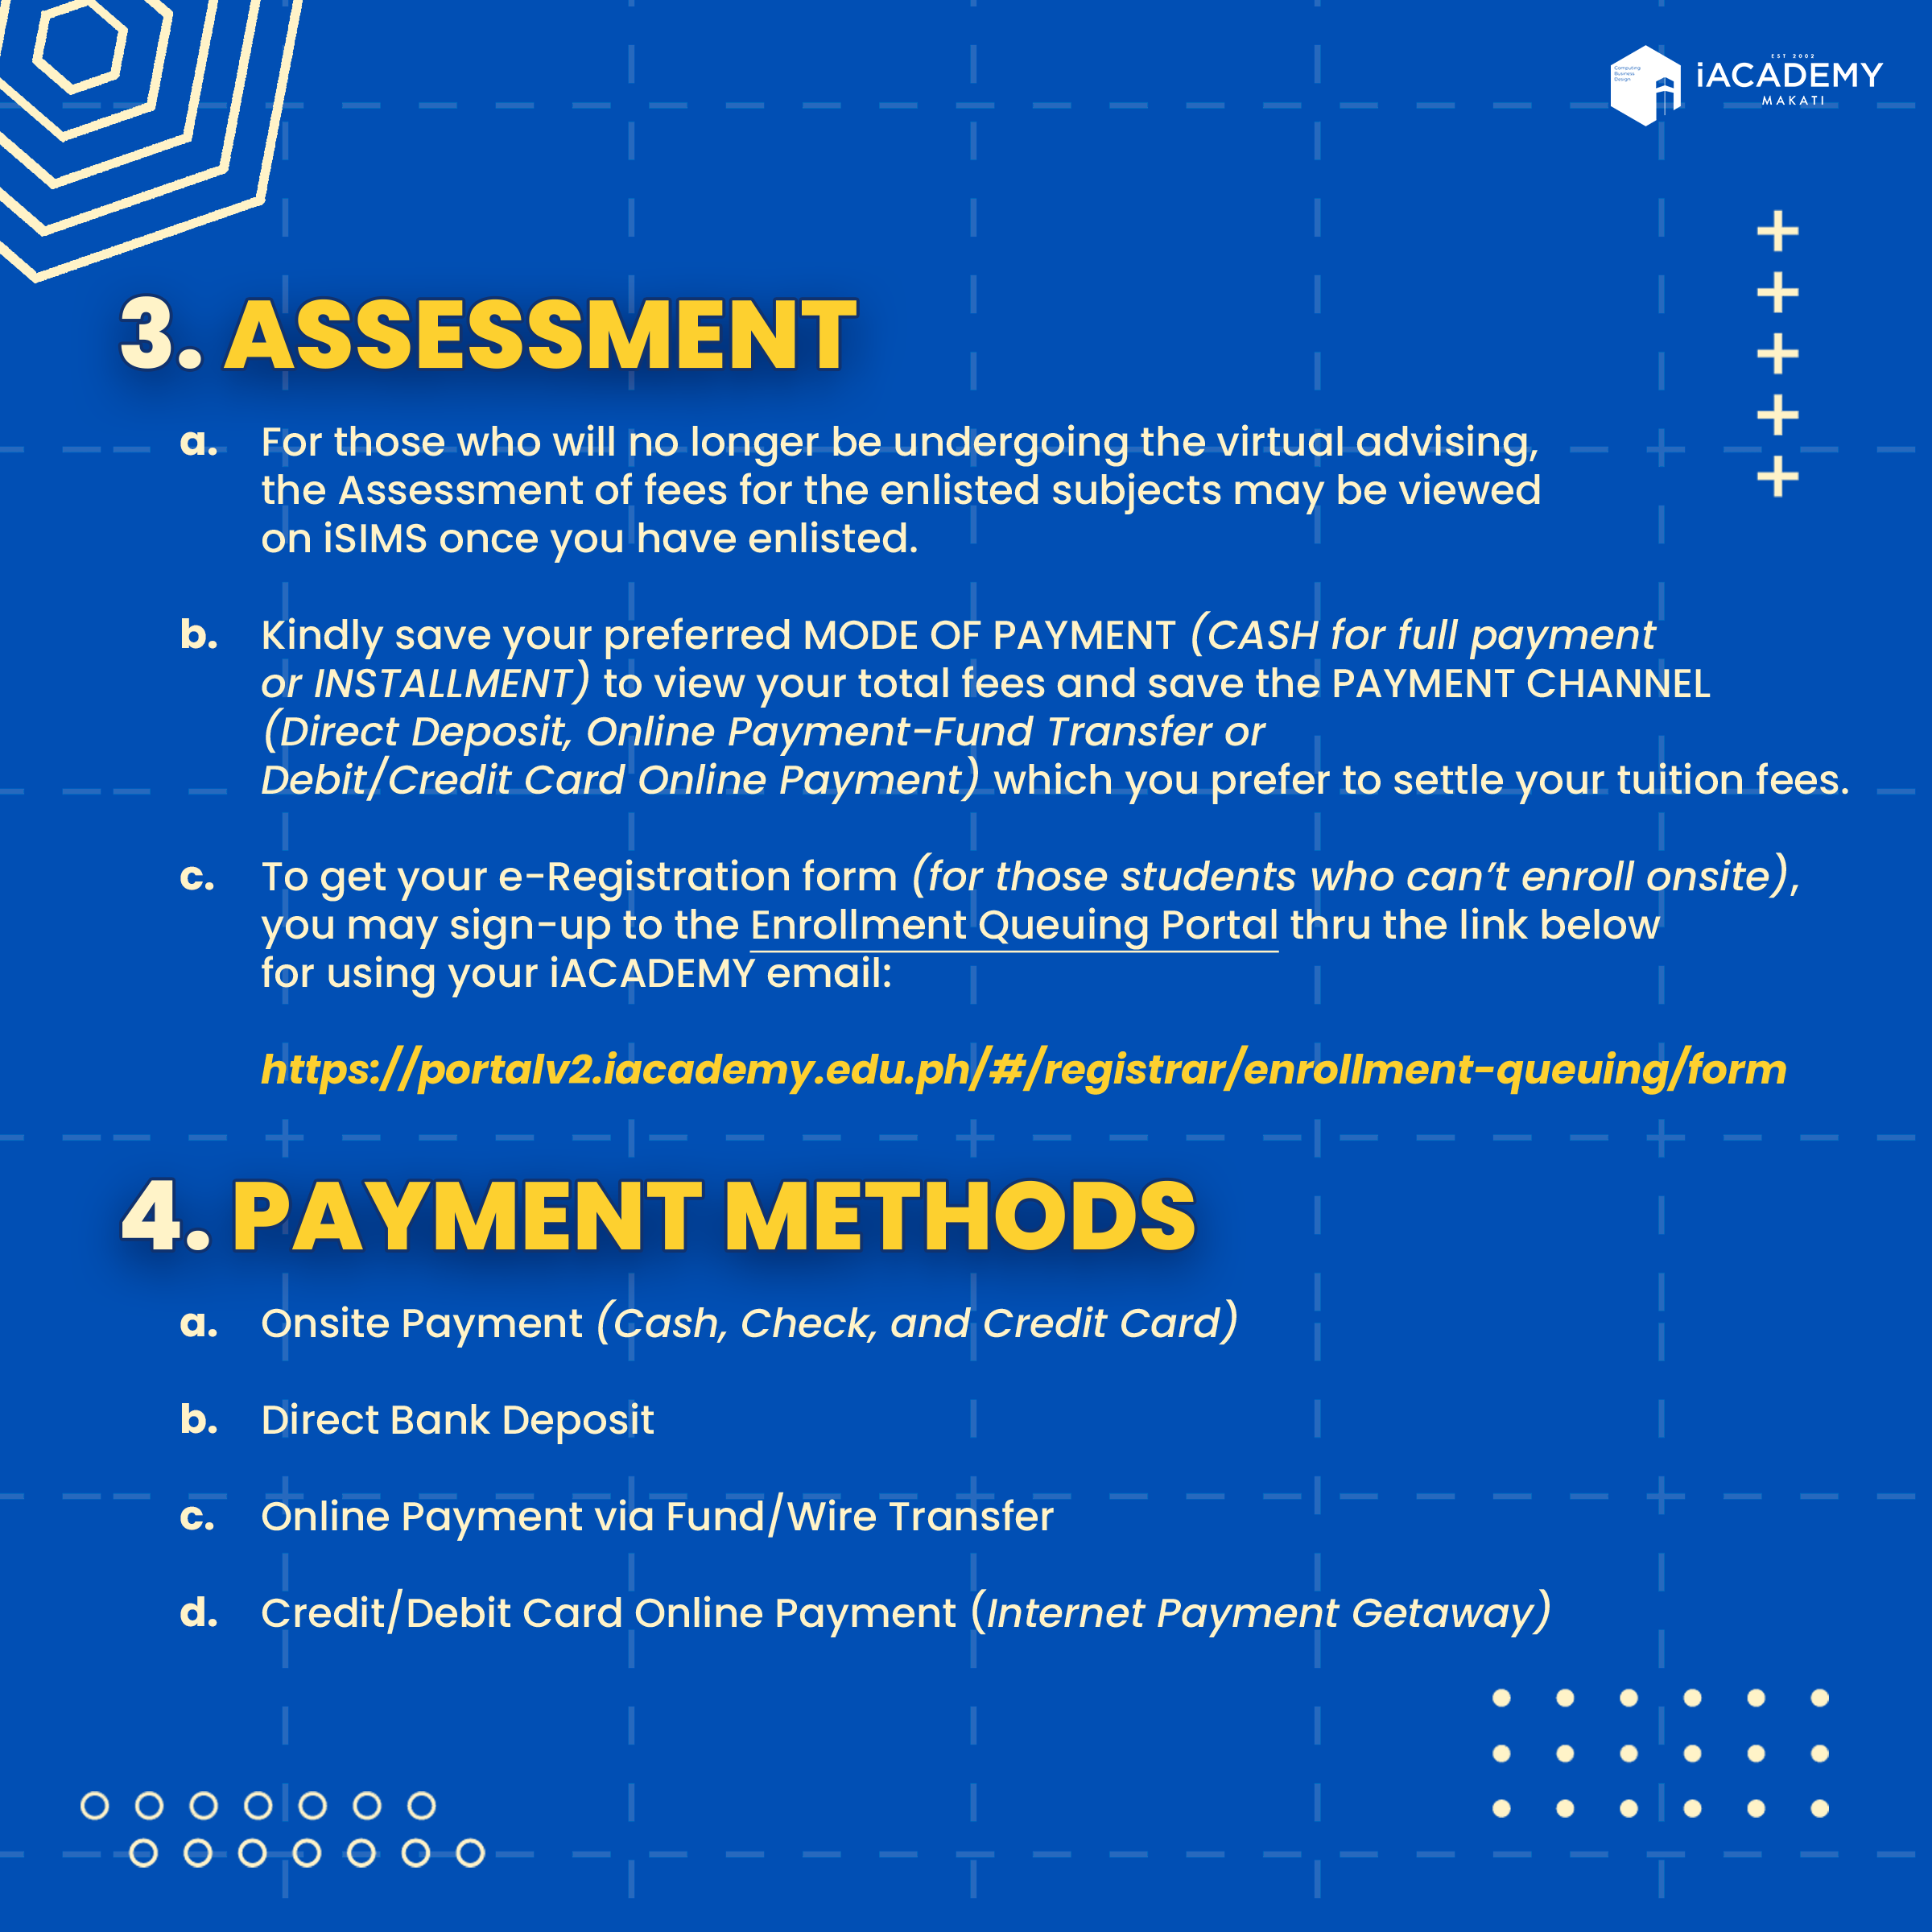 Computing
Business
Design
EST 2002
iACADEMY
MAKATI
3. ASSESSMENT
a. For those who will no longer be undergoing the virtual advising,
the Assessment of fees for the enlisted subjects may be viewed
on iSIMS once you have enlisted.
b. Kindly save your preferred MODE OF PAYMENT (CASH for full payment
or INSTALLMENT) to view your total fees and save the PAYMENT CHANNEL
(Direct Deposit, Online Payment-Fund Transfer or
Debit/Credit Card Online Payment) which you prefer to settle your tuition fees.
c. To get your e-Registration form (for those students who can’t enroll onsite),
you may sign-up to the Enrollment Queuing Portal thru the link below
for using your iACADEMY email:
https://portalv2.iacademy.edu.ph/#/registrar/enrollment-queuing/form
4. PAYMENT METHODS
a. Onsite Payment (Cash, Check, and Credit Card)
b. Direct Bank Deposit
c. Online Payment via Fund/Wire Transfer
d. Credit/Debit Card Online Payment (Internet Payment Getaway)